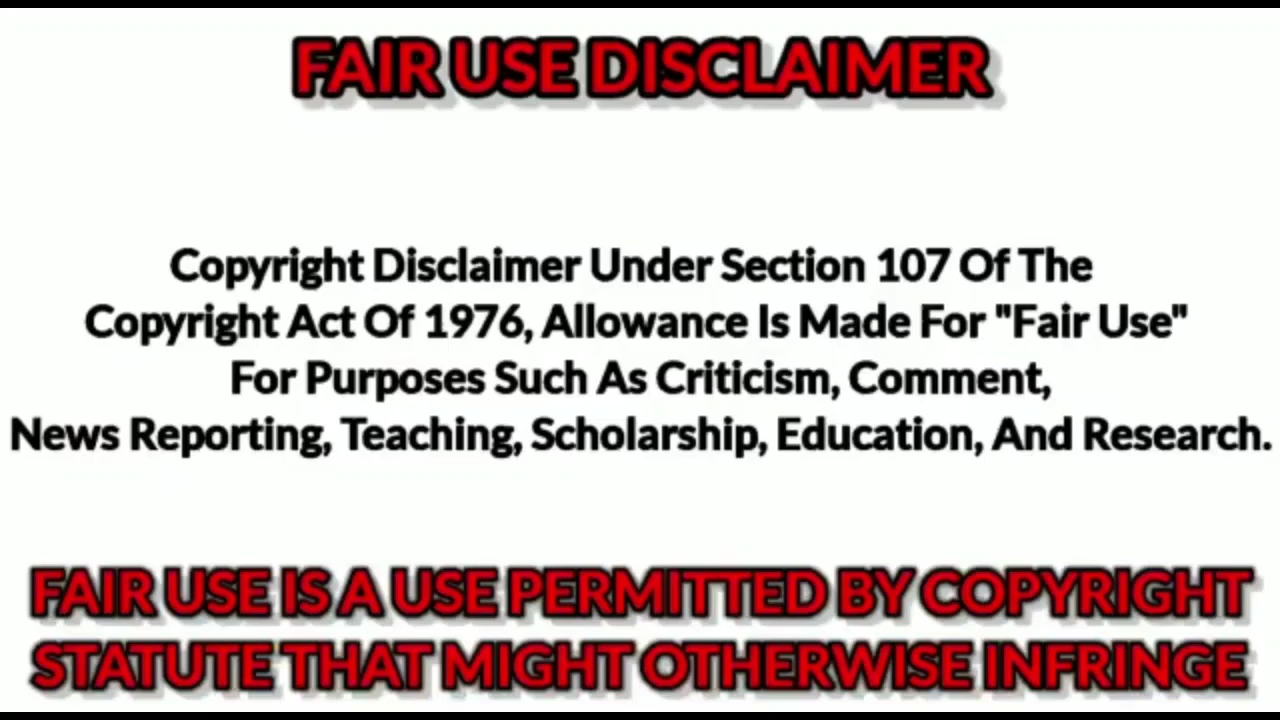 FAIR USE DISCLAIMER
Copyright Disclaimer Under Section 107 Of The
Copyright Act Of 1976, Allowance Is Made For "Fair Use"
For Purposes Such As Criticism, Comment,
News Reporting, Teaching, Scholarship, Education, And Research.
FAIR USE IS A USE PERMITTED BY COPYRIGHT
STATUTE THAT MIGHT OTHERWISE INFRINGE